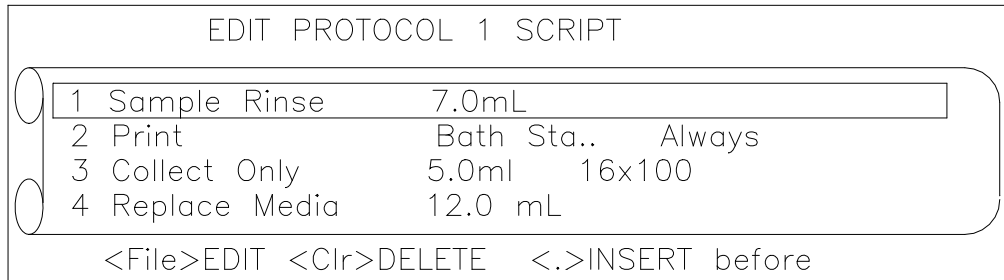 EDIT PROTOCOL 1 SCRIPT
1 Sample Rinse 7.0mL
2 Print Bath Sta.. Always
3 Collect Only 5.0ml 16x100
4 Replace Media 12.0 mL
<File>EDIT <Clr>DELETE <.>INSERT before